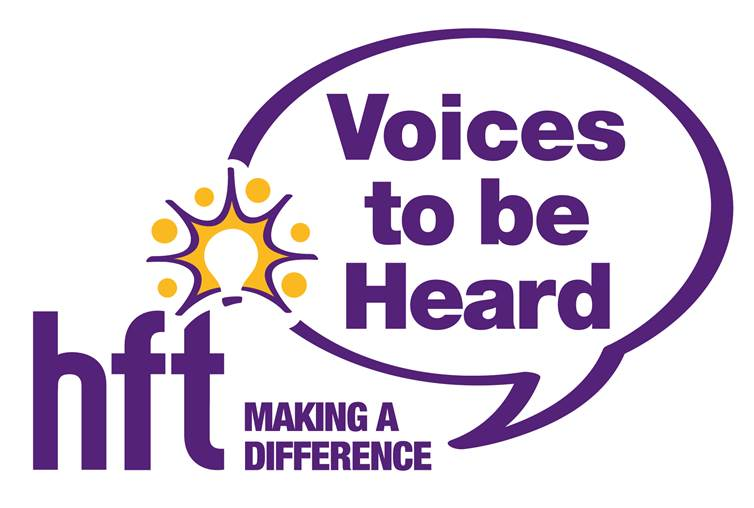 Voices
to be
Heard
hft
MAKING A
DIFFERENCE